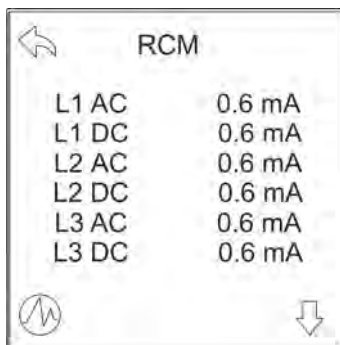 RCM
L1 AC 0.6 mA
L1 DC 0.6 mA
L2 AC 0.6 mA
L2 DC 0.6 mA
L3 AC 0.6 mA
L3 DC 0.6 mA